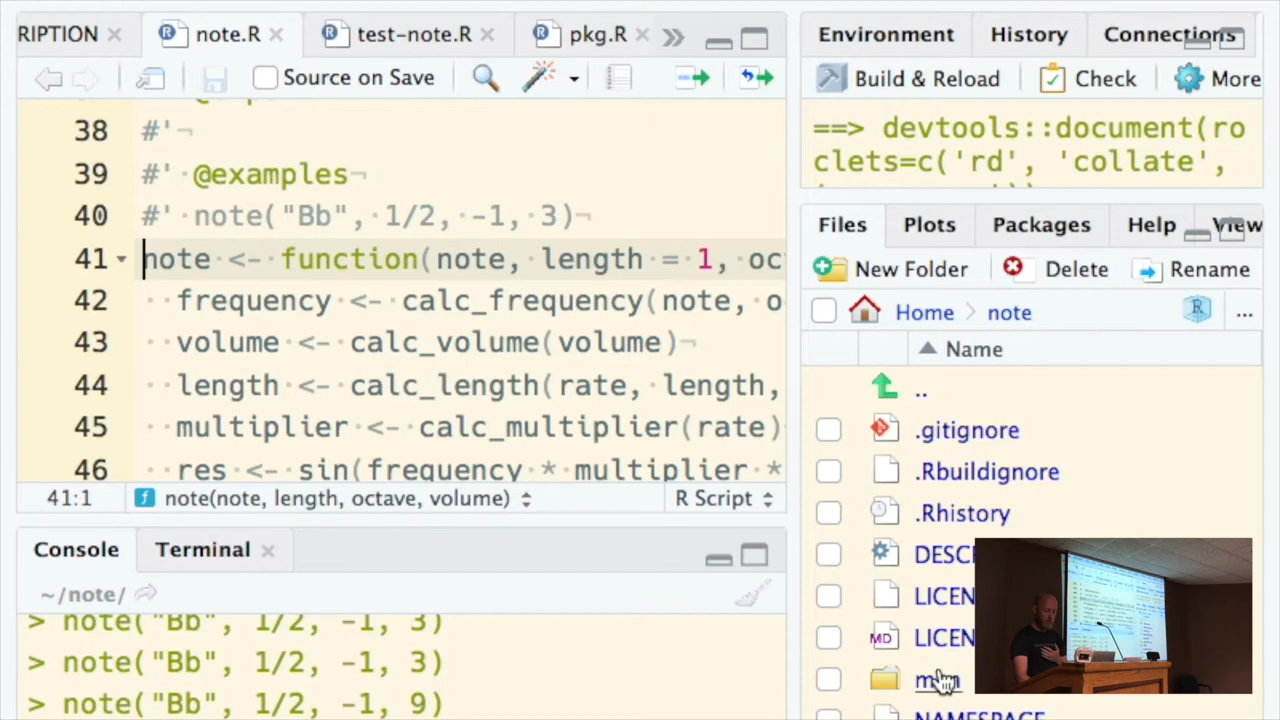 RIPTION
note.R
test-note.R
pkg.R
Source on Save
38 #'
39 #' @examples
40 #' note("Bb", 1/2, -1, 3)
41 note <- function(note, length = 1, oc
42 frequency <- calc_frequency(note, o
43 volume <- calc_volume(volume)
44 length <- calc_length(rate, length,
45 multiplier <- calc_multiplier(rate)
46 res <- sin(frequency * multiplier *
41:1
note(note, length, octave, volume)
R Script
Console
Terminal
~/note/
> note("Bb", 1/2, -1, 3)
> note("Bb", 1/2, -1, 3)
> note("Bb", 1/2, -1, 9)
Environment
History
Connections
Build & Reload
Check
More
==> devtools::document(ro
clets=c('rd', 'collate',
Files
Plots
Packages
Help
View
New Folder
Delete
Rename
Home
note
...
Name
..
.gitignore
.Rbuildignore
.Rhistory
DESC
LICEN
MD LICEN
NAMESPACE